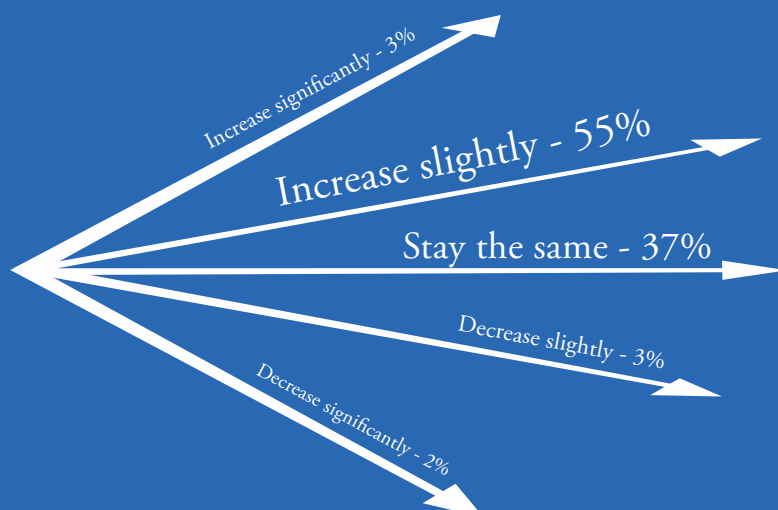 Increase significantly - 3%
Increase slightly - 55%
Stay the same - 37%
Decrease slightly - 3%
Decrease significantly - 2%